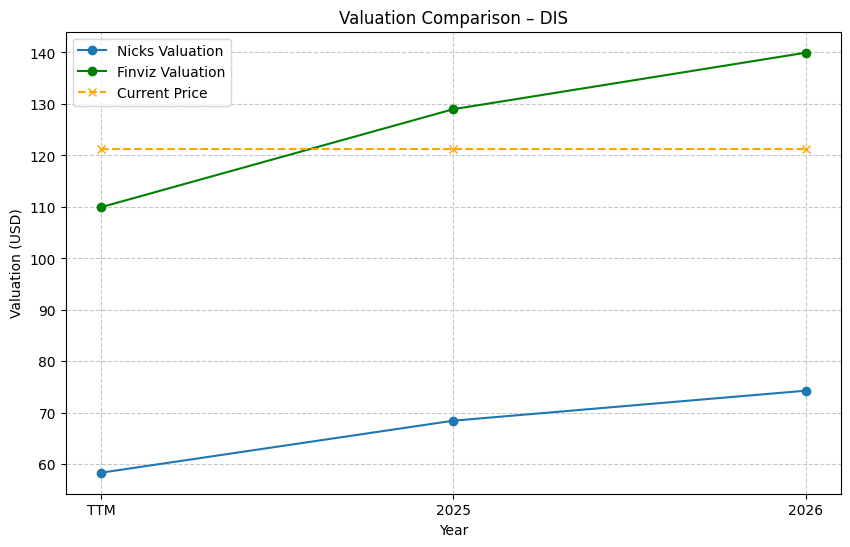 Valuation Comparison – DIS
Nicks Valuation
Finviz Valuation
Current Price
Valuation (USD)
140
130
120
110
100
90
80
70
60
TTM
2025
2026
Year